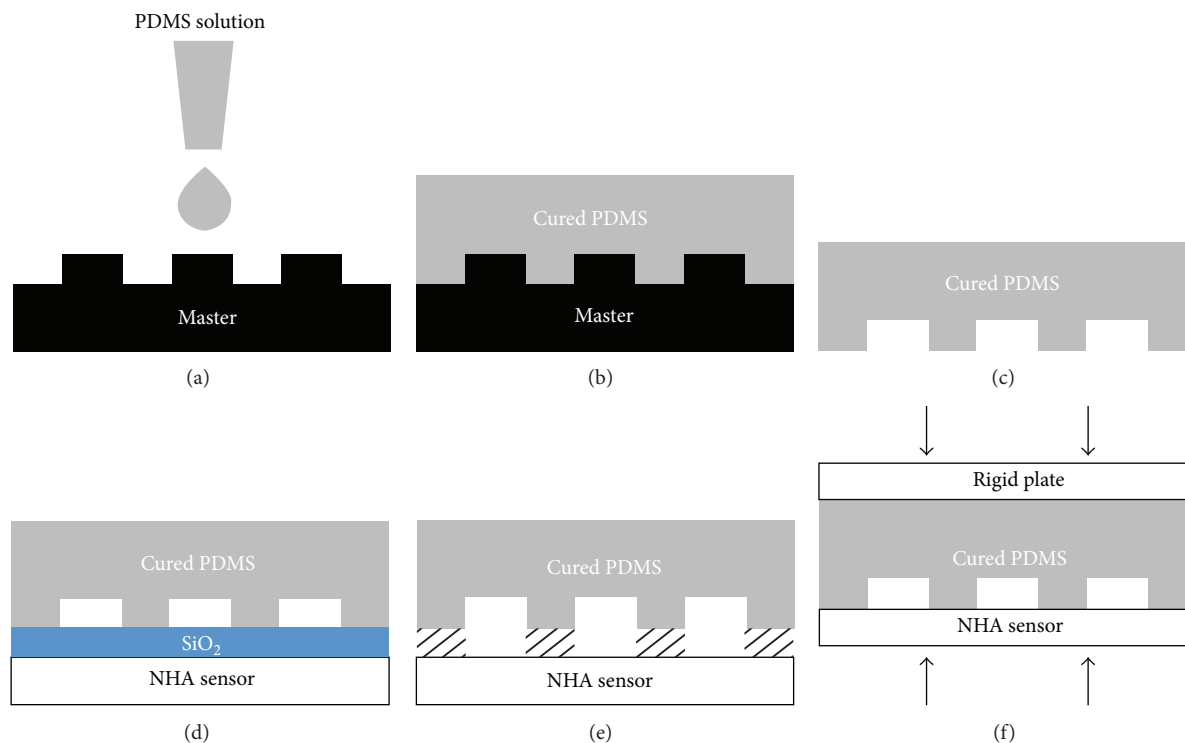 PDMS solution
Master
(a)
Cured PDMS
Master
(b)
Cured PDMS
(c)
Cured PDMS
SiO₂
NHA sensor
(d)
Cured PDMS
NHA sensor
(e)
Rigid plate
Cured PDMS
NHA sensor
(f)